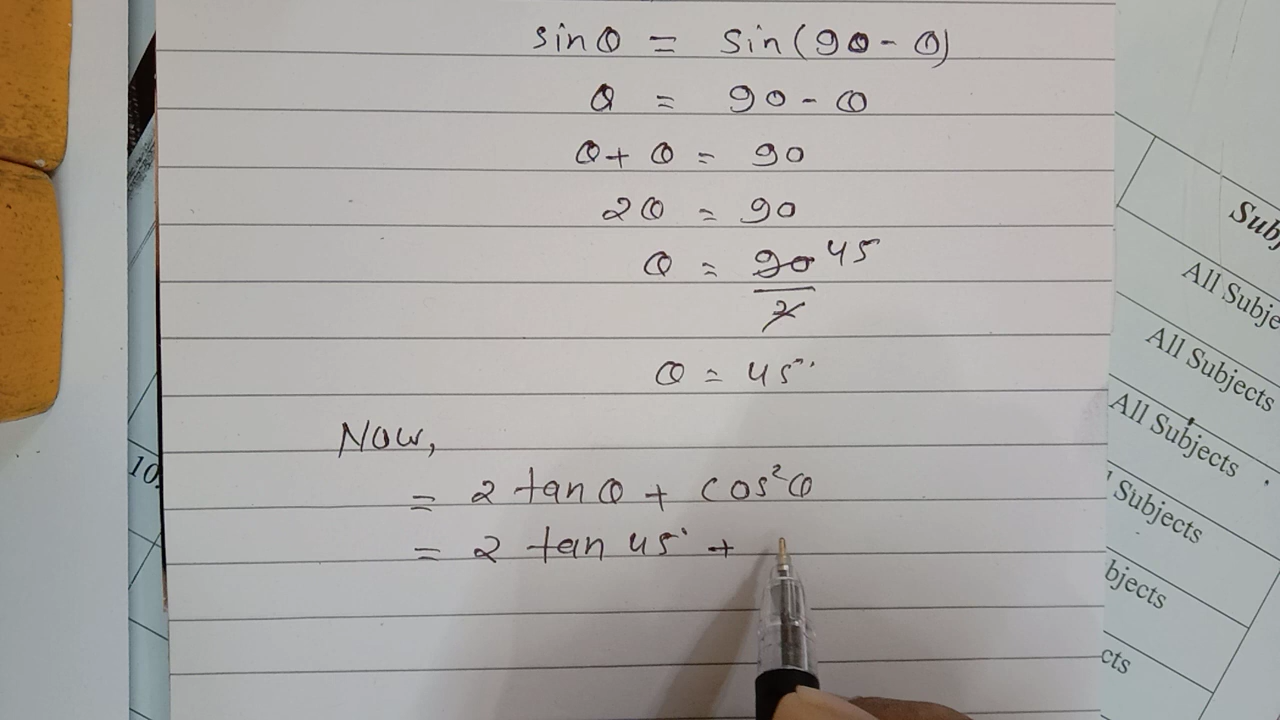 sinθ = sin(90-θ)
θ = 90-θ
θ+θ = 90
2θ = 90
θ = 90 45
2
θ = 45°
Now,
= 2 tanθ + cos²θ
= 2 tan 45° +
10.
Sub
All Subje
All Subjects
All Subjects
Subjects
bjects
cts